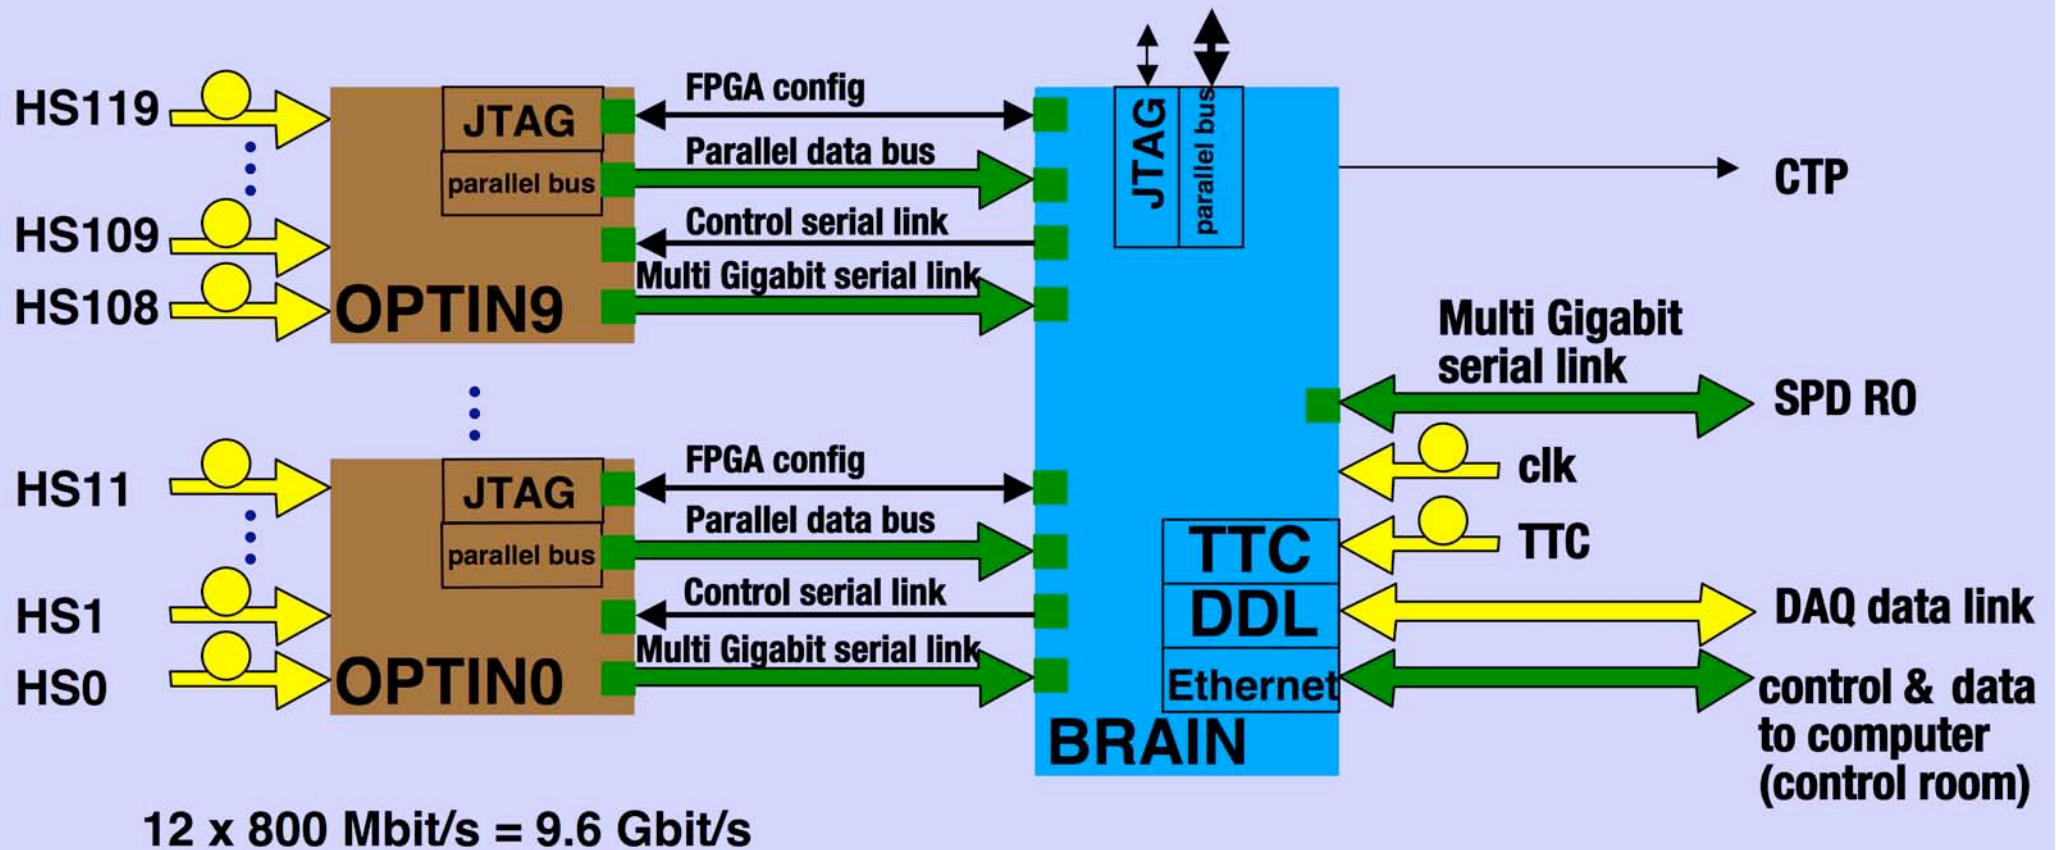 HS119
HS109
HS108
JTAG
parallel bus
OPTIN9
FPGA config
Parallel data bus
Control serial link
Multi Gigabit serial link
HS11
HS1
HS0
JTAG
parallel bus
OPTIN0
FPGA config
Parallel data bus
Control serial link
Multi Gigabit serial link
JTAG
parallel bus
TTC
DDL
Ethernet
BRAIN
CTP
Multi Gigabit
serial link
SPD RO
clk
TTC
DAQ data link
control & data
to computer
(control room)
12 x 800 Mbit/s = 9.6 Gbit/s